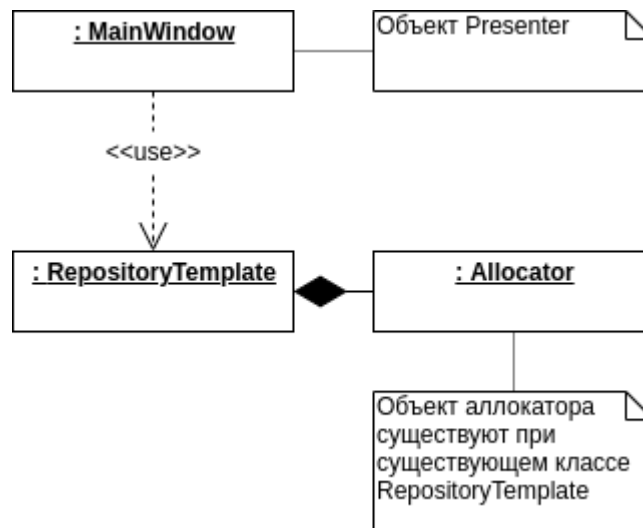 : MainWindow
Объект Presenter
<<use>>
: RepositoryTemplate
: Allocator
Объект аллокатора
существуют при
существующем классе
RepositoryTemplate